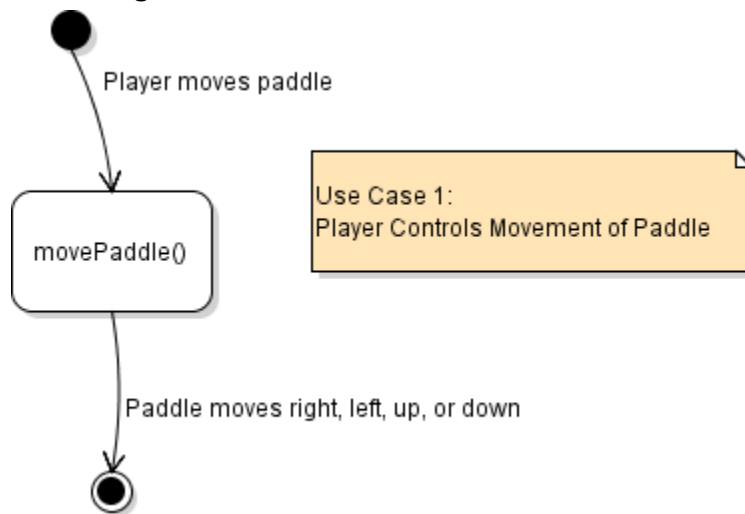 Player moves paddle
Use Case 1:
Player Controls Movement of Paddle
movePaddle()
Paddle moves right, left, up, or down